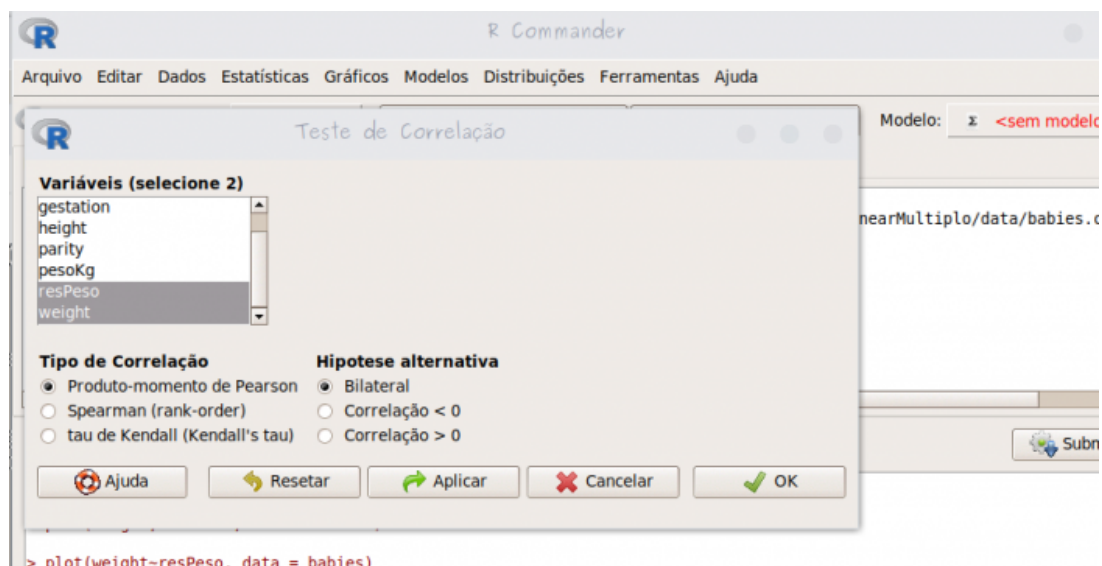 R Commander
Arquivo Editar Dados Estatísticas Gráficos Modelos Distribuições Ferramentas Ajuda
Modelo: Σ <sem modelo
Teste de Correlação
Variáveis (selecione 2)
gestation
height
parity
pesoKg
resPeso
weight
nearMultiplo/data/babies.c
Tipo de Correlação Hipotese alternativa
Produto-momento de Pearson Bilateral
Spearman (rank-order) Correlação < 0
tau de Kendall (Kendall's tau) Correlação > 0
Subm
Ajuda Resetar Aplicar Cancelar OK
> plot(weight~resPeso, data = babies)